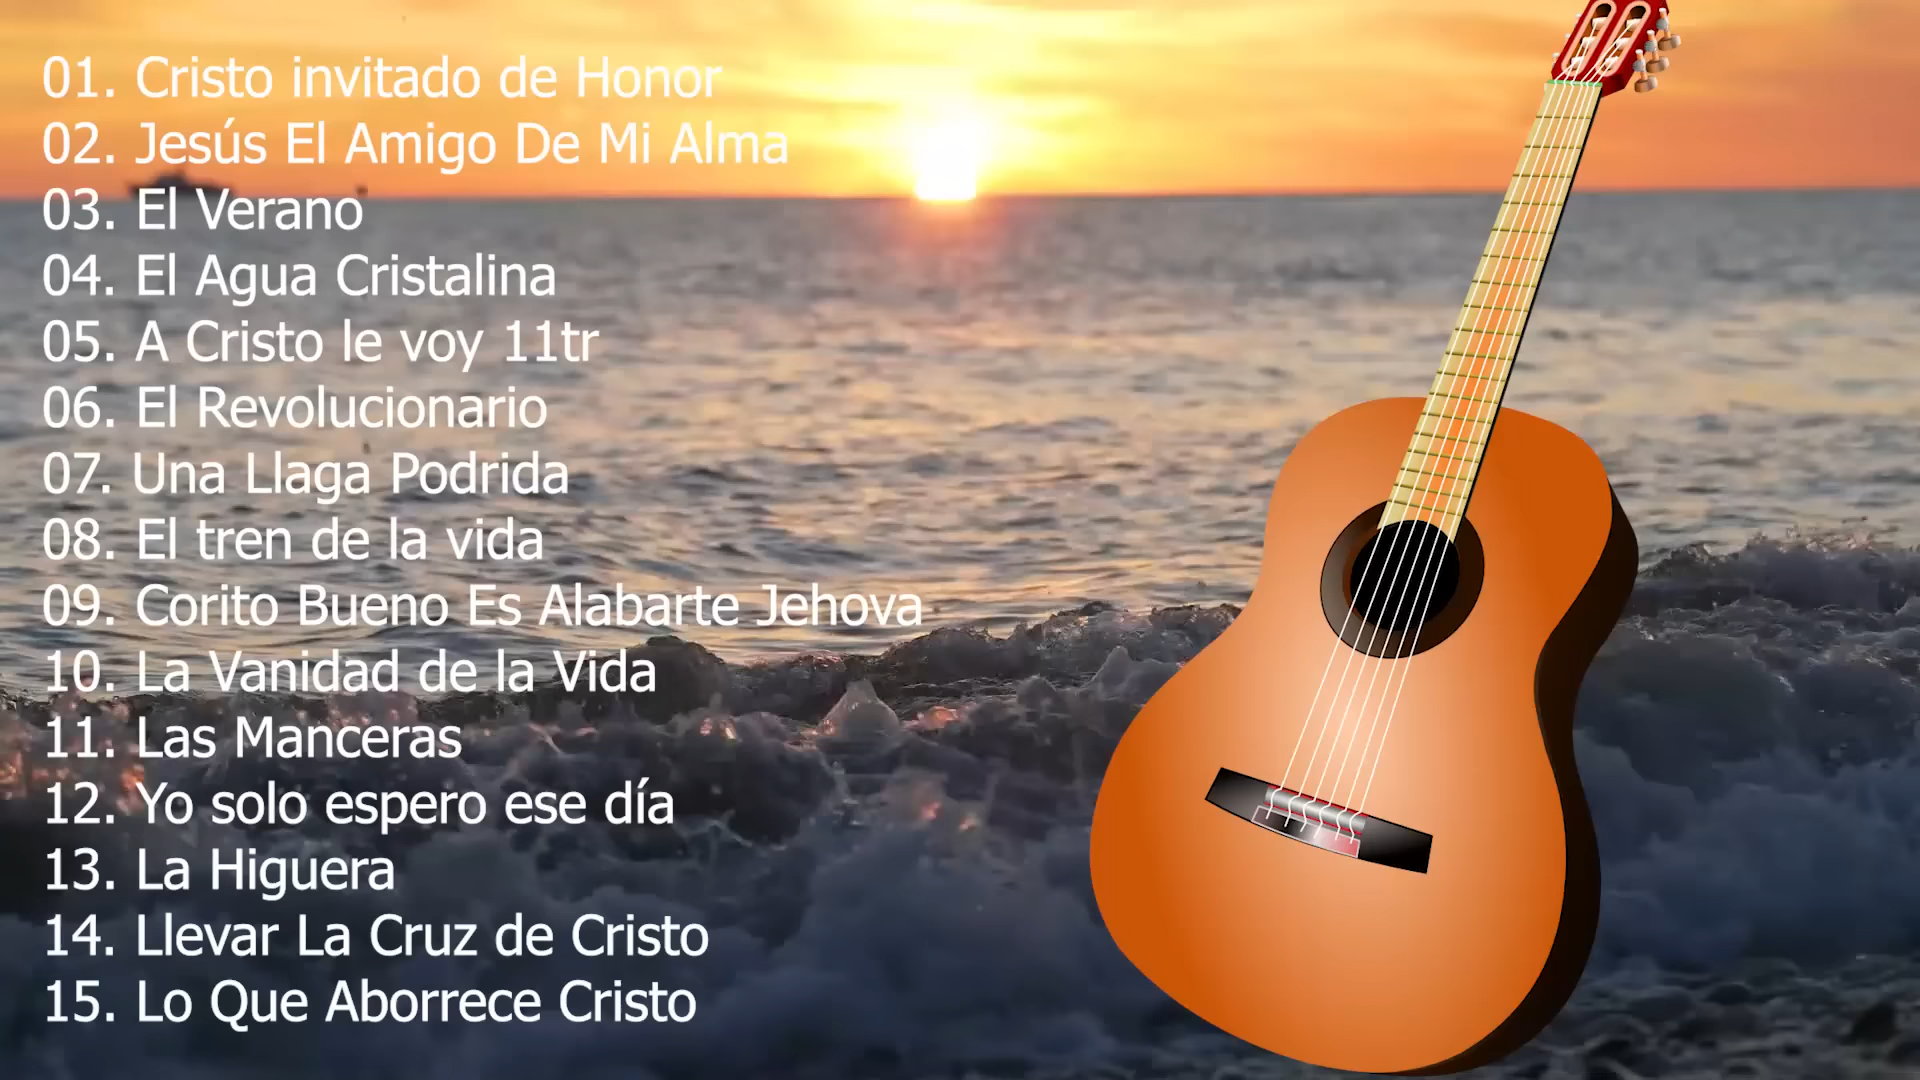 01. Cristo invitado de Honor
02. Jesús El Amigo De Mi Alma
03. El Verano
04. El Agua Cristalina
05. A Cristo le voy 11tr
06. El Revolucionario
07. Una Llaga Podrida
08. El tren de la vida
09. Corito Bueno Es Alabarte Jehova
10. La Vanidad de la Vida
11. Las Manceras
12. Yo solo espero ese día
13. La Higuera
14. Llevar La Cruz de Cristo
15. Lo Que Aborrece Cristo